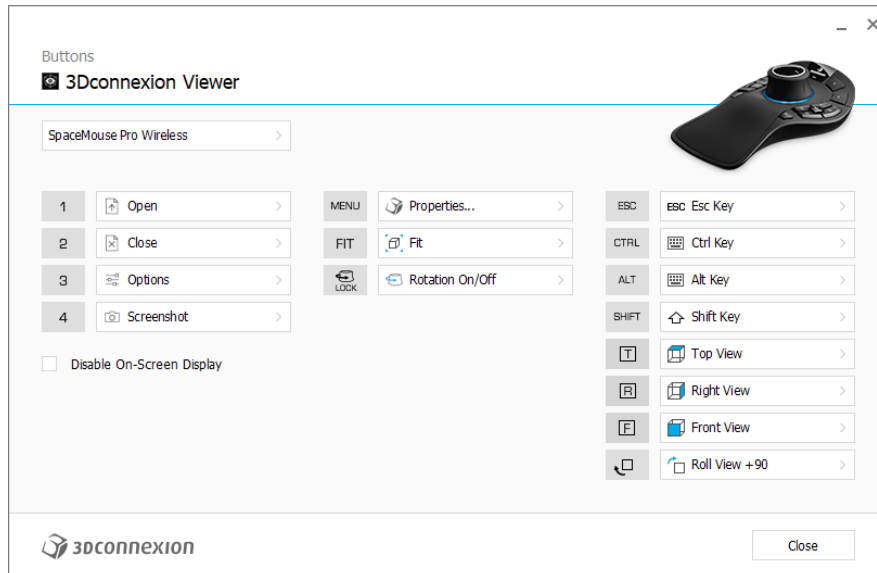 Buttons
3Dconnexion Viewer
SpaceMouse Pro Wireless
1 Open
2 Close
3 Options
4 Screenshot
Disable On-Screen Display
MENU Properties...
FIT Fit
LOCK Rotation On/Off
ESC ESC Esc Key
CTRL Ctrl Key
ALT Alt Key
SHIFT Shift Key
T Top View
R Right View
F Front View
Roll View +90
3Dconnexion
Close